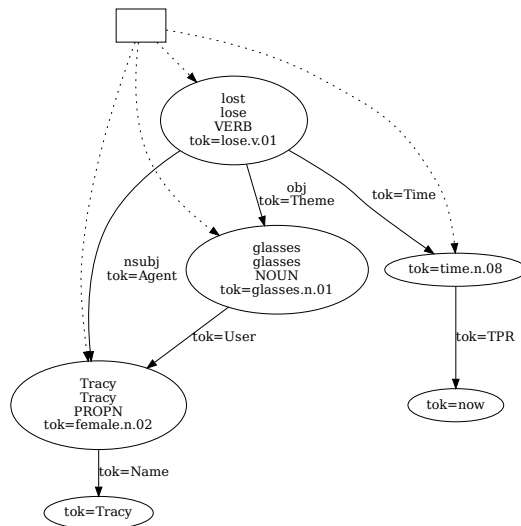 lost
lose
VERB
tok=lose.v.01
obj
tok=Theme
tok=Time
nsubj
tok=Agent
glasses
glasses
NOUN
tok=glasses.n.01
tok=time.n.08
tok=User
tok=TPR
Tracy
Tracy
PROPN
tok=female.n.02
tok=now
tok=Name
tok=Tracy